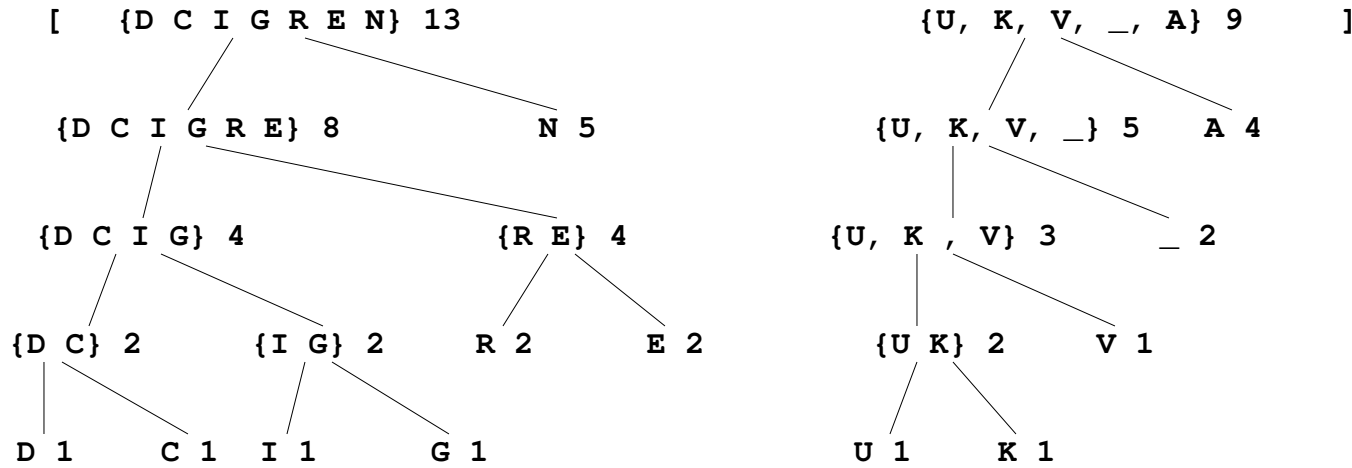 [ {D C I G R E N} 13 {U, K, V, _, A} 9 ]
{D C I G R E} 8 N 5 {U, K, V, _} 5 A 4
{D C I G} 4 {R E} 4 {U, K , V} 3 _ 2
{D C} 2 {I G} 2 R 2 E 2 {U K} 2 V 1
D 1 C 1 I 1 G 1 U 1 K 1